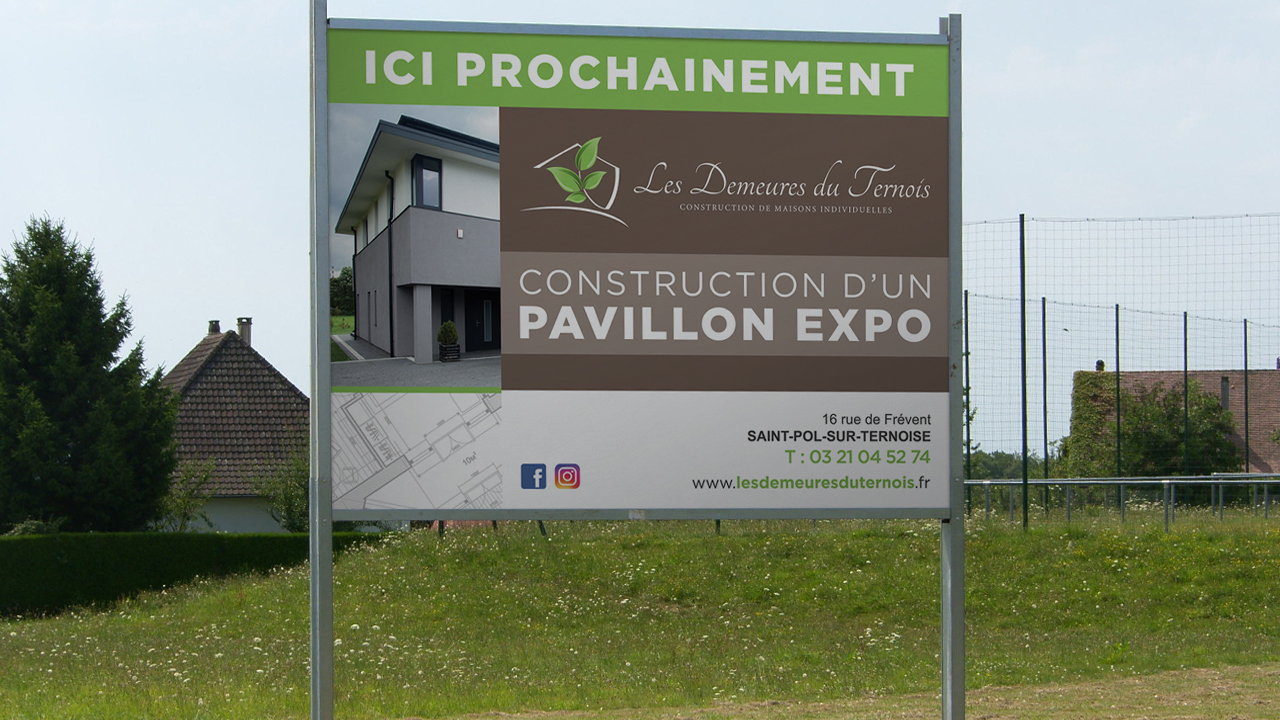 ICI PROCHAINEMENT
Les Demeures du Ternois
CONSTRUCTION DE MAISONS INDIVIDUELLES
CONSTRUCTION D'UN
PAVILLON EXPO
16 rue de Frévent
SAINT-POL-SUR-TERNOISE
T : 03 21 04 52 74
www.lesdemeuresduternois.fr
10m²